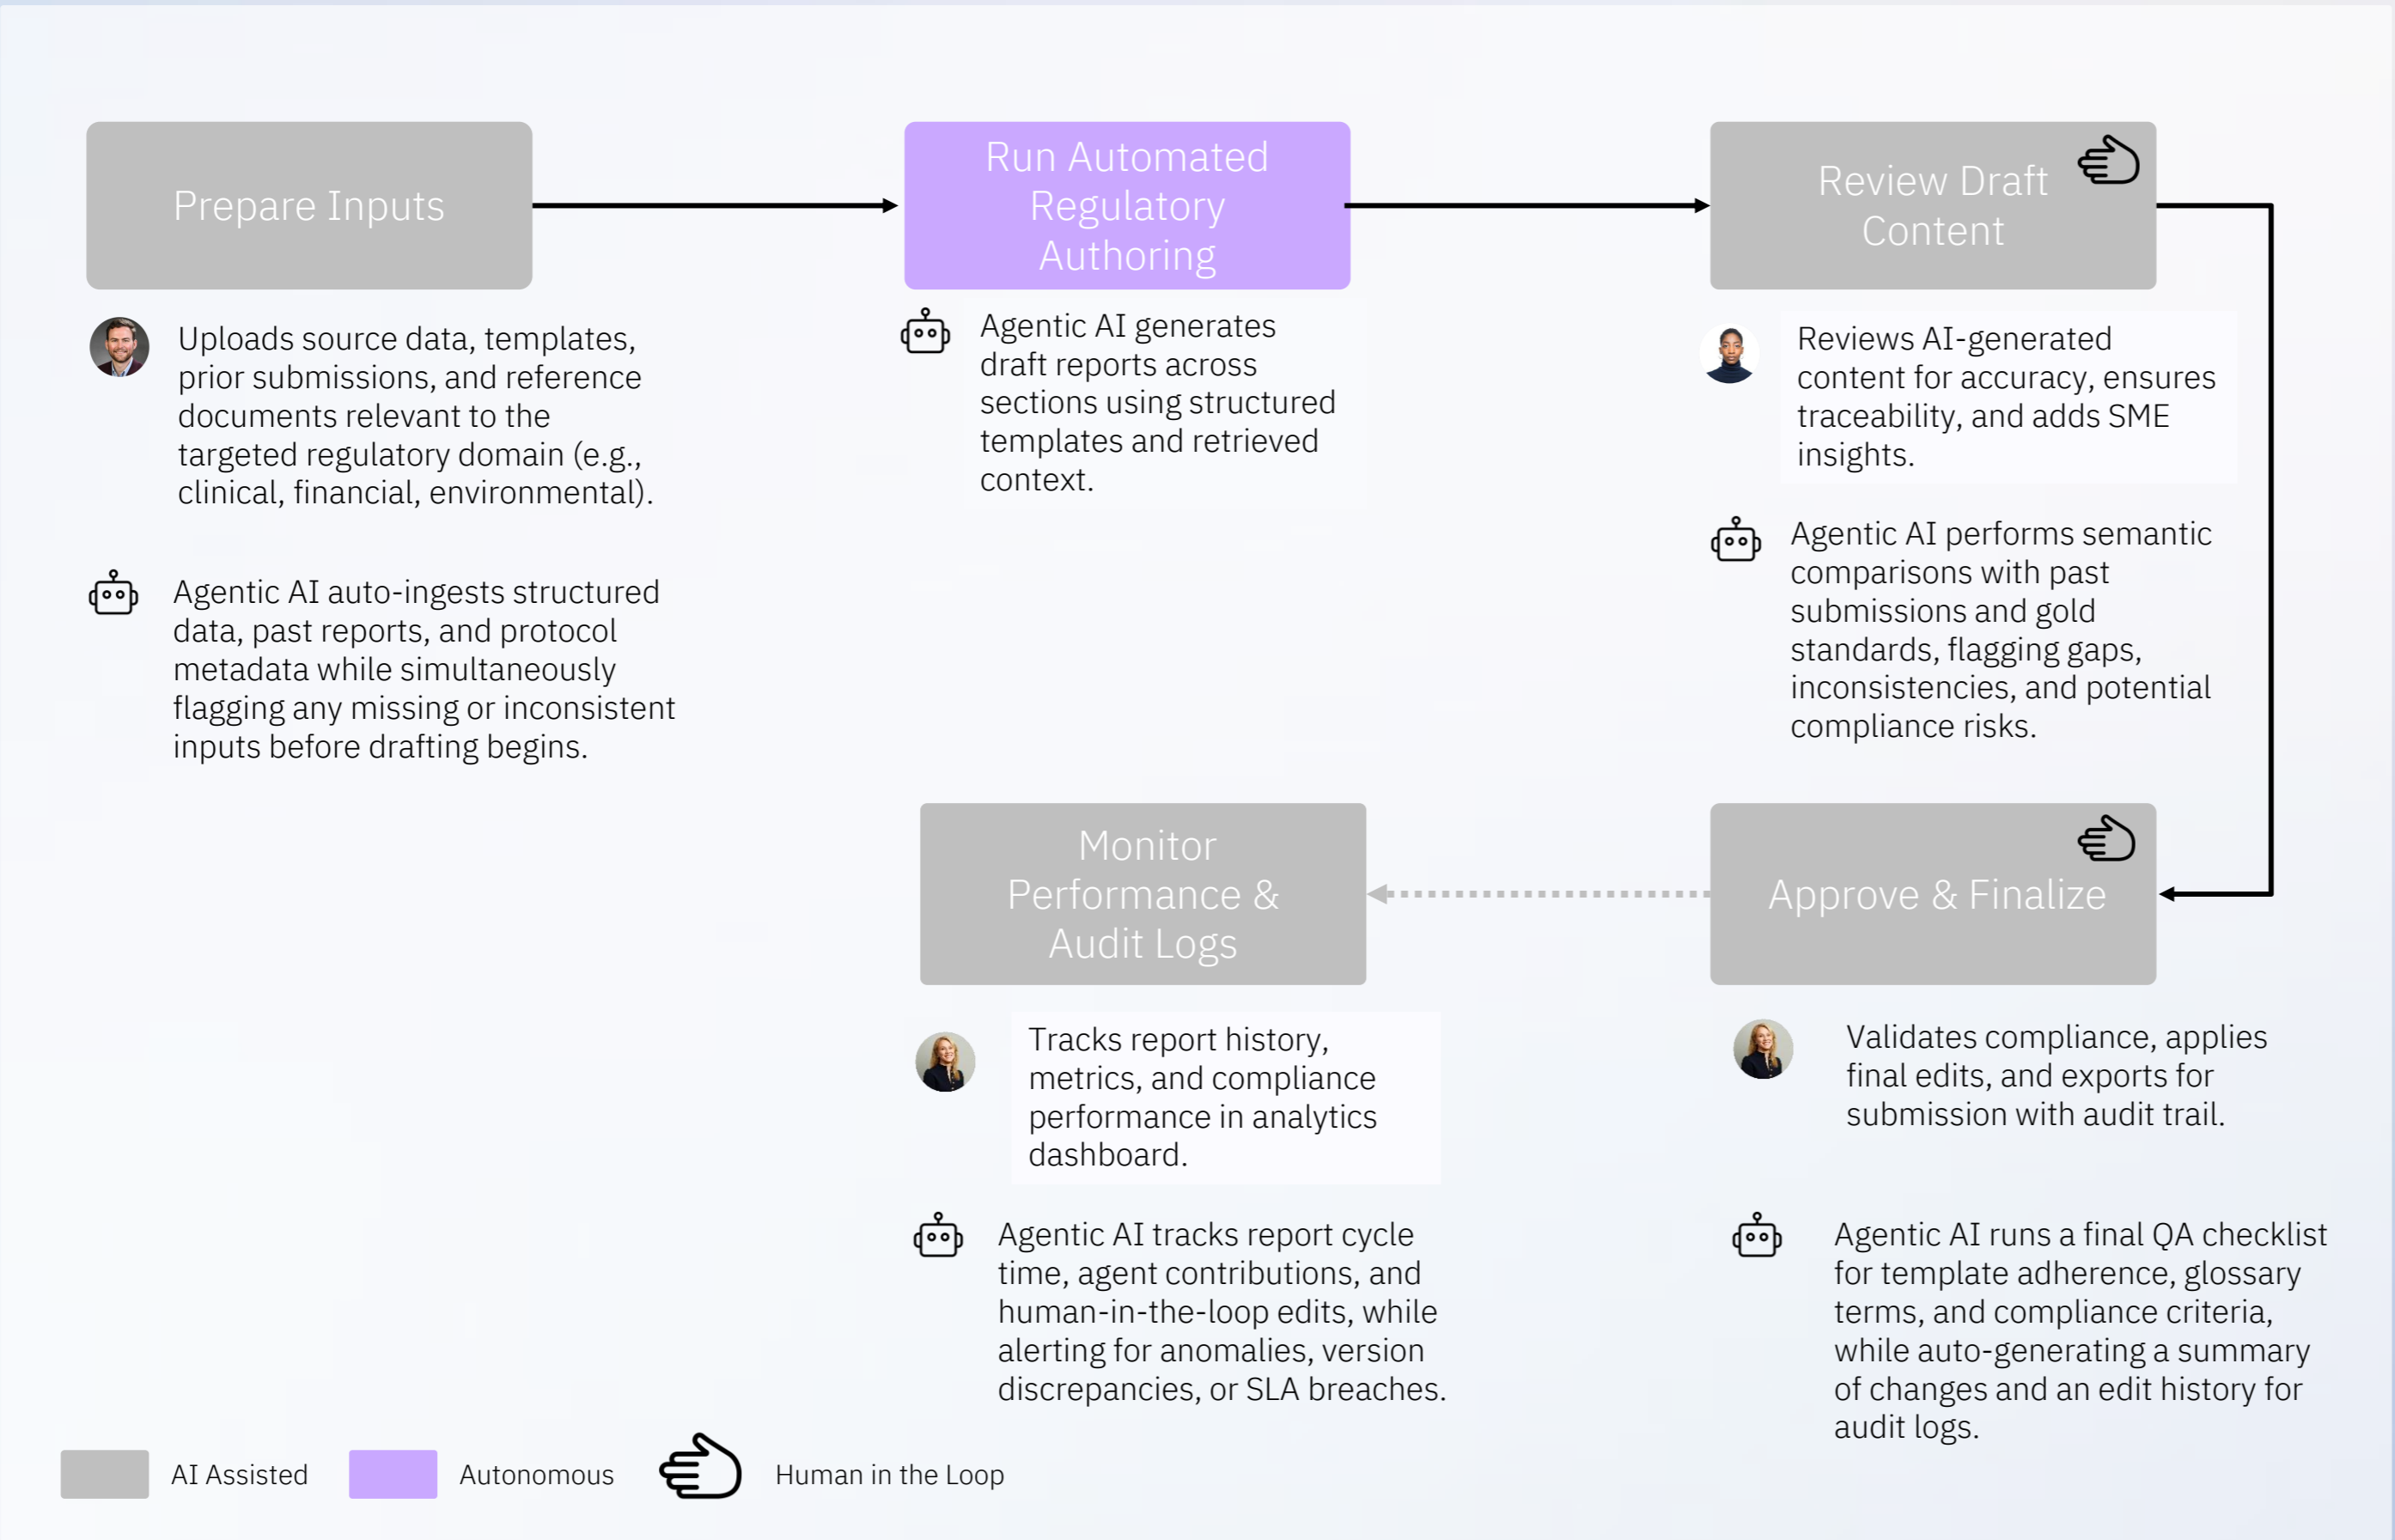 Prepare Inputs
Uploads source data, templates,
prior submissions, and reference
documents relevant to the
targeted regulatory domain (e.g.,
clinical, financial, environmental).
Agentic AI auto-ingests structured
data, past reports, and protocol
metadata while simultaneously
flagging any missing or inconsistent
inputs before drafting begins.
Run Automated
Regulatory
Authoring
Agentic AI generates
draft reports across
sections using structured
templates and retrieved
context.
Review Draft
Content
Reviews AI-generated
content for accuracy, ensures
traceability, and adds SME
insights.
Agentic AI performs semantic
comparisons with past
submissions and gold
standards, flagging gaps,
inconsistencies, and potential
compliance risks.
Approve & Finalize
Validates compliance, applies
final edits, and exports for
submission with audit trail.
Agentic AI runs a final QA checklist
for template adherence, glossary
terms, and compliance criteria,
while auto-generating a summary
of changes and an edit history for
audit logs.
Monitor
Performance &
Audit Logs
Tracks report history,
metrics, and compliance
performance in analytics
dashboard.
Agentic AI tracks report cycle
time, agent contributions, and
human-in-the-loop edits, while
alerting for anomalies, version
discrepancies, or SLA breaches.
AI Assisted
Autonomous
Human in the Loop